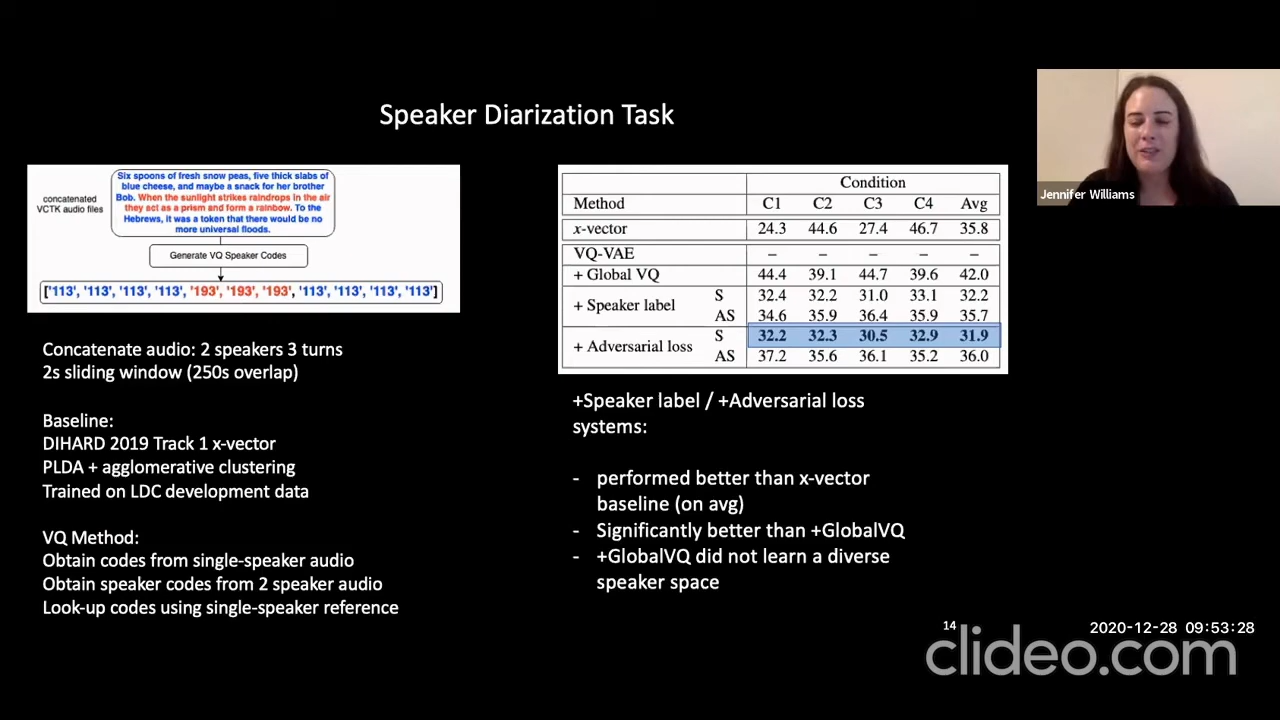 Speaker Diarization Task
Jennifer Williams
concatenated
VCTK audio files
Six spoons of fresh snow peas, five thick slabs of
blue cheese, and maybe a snack for her brother
Bob. When the sunlight strikes raindrops in the air
they act as a prism and form a rainbow. To the
Hebrews, it was a token that there would be no
more universal floods.
Generate VQ Speaker Codes
['113', '113', '113', '113', '193', '193', '193', '113', '113', '113', '113']
Concatenate audio: 2 speakers 3 turns
2s sliding window (250s overlap)
Baseline:
DIHARD 2019 Track 1 x-vector
PLDA + agglomerative clustering
Trained on LDC development data
VQ Method:
Obtain codes from single-speaker audio
Obtain speaker codes from 2 speaker audio
Look-up codes using single-speaker reference
Condition
Method C1 C2 C3 C4 Avg
x-vector 24.3 44.6 27.4 46.7 35.8
VQ-VAE – – – – –
+ Global VQ 44.4 39.1 44.7 39.6 42.0
+ Speaker label S 32.4 32.2 31.0 33.1 32.2
AS 34.6 35.9 36.4 35.9 35.7
+ Adversarial loss S 32.2 32.3 30.5 32.9 31.9
AS 37.2 35.6 36.1 35.2 36.0
+Speaker label / +Adversarial loss
systems:
- performed better than x-vector
baseline (on avg)
- Significantly better than +GlobalVQ
- +GlobalVQ did not learn a diverse
speaker space
14
2020-12-28 09:53:28
clideo.com